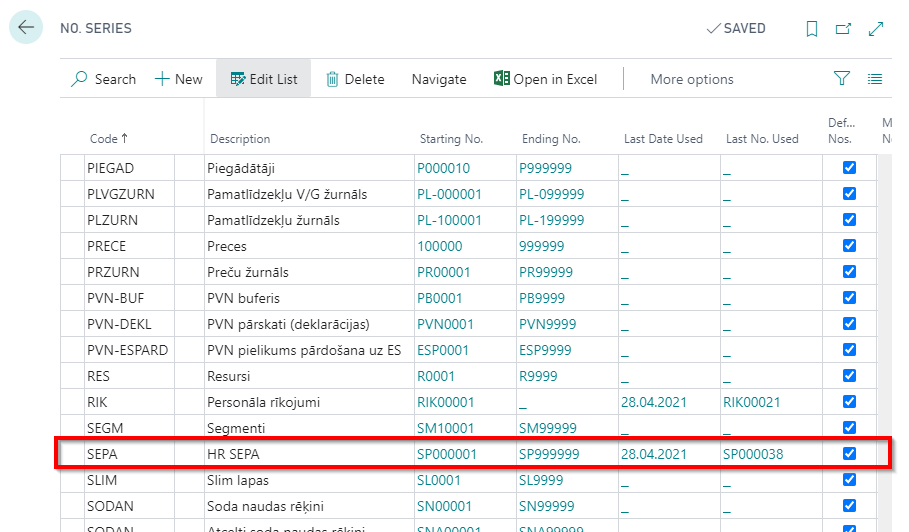 NO. SERIES
SAVED
Search New Edit List Delete Navigate Open in Excel More options
Code ↑ Description Starting No. Ending No. Last Date Used Last No. Used Def... Nos.
PIEGAD Piegādātāji P000010 P999999 _ _
PLVGZURN Pamatlīdzekļu V/G žurnāls PL-000001 PL-099999 _ _
PLZURN Pamatlīdzekļu žurnāls PL-100001 PL-199999 _ _
PRECE Preces 100000 999999 _ _
PRZURN Preču žurnāls PR00001 PR99999 _ _
PVN-BUF PVN buferis PB0001 PB9999 _ _
PVN-DEKL PVN pārskati (deklarācijas) PVN0001 PVN9999 _ _
PVN-ESPARD PVN pielikums pārdošana uz ES ESP0001 ESP9999 _ _
RES Resursi R0001 R9999 _ _
RIK Personāla rīkojumi RIK00001 _ 28.04.2021 RIK00021
SEGM Segmenti SM10001 SM99999 _ _
SEPA HR SEPA SP000001 SP999999 28.04.2021 SP000038
SLIM Slim lapas SL0001 SL9999 _ _
SODAN Soda naudas rēķini SN00001 SN99999 _ _